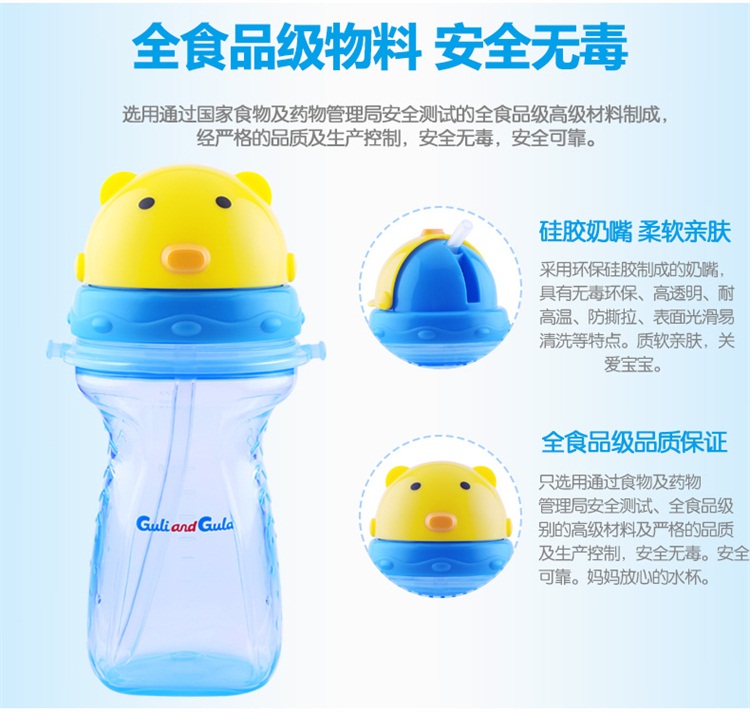 全食品级物料 安全无毒
选用通过国家食物及药物管理局安全测试的全食品级高级材料制成，
经严格的品质及生产控制，安全无毒，安全可靠。
硅胶奶嘴 柔软亲肤
采用环保硅胶制成的奶嘴，
具有无毒环保、高透明、耐
高温、防撕拉、表面光滑易
清洗等特点。质软亲肤，关
爱宝宝。
Guli and Gula
全食品级品质保证
只选用通过食物及药物
管理局安全测试、全食品级
别的高级材料及严格的品质
及生产控制，安全无毒。安全
可靠。妈妈放心的水杯。